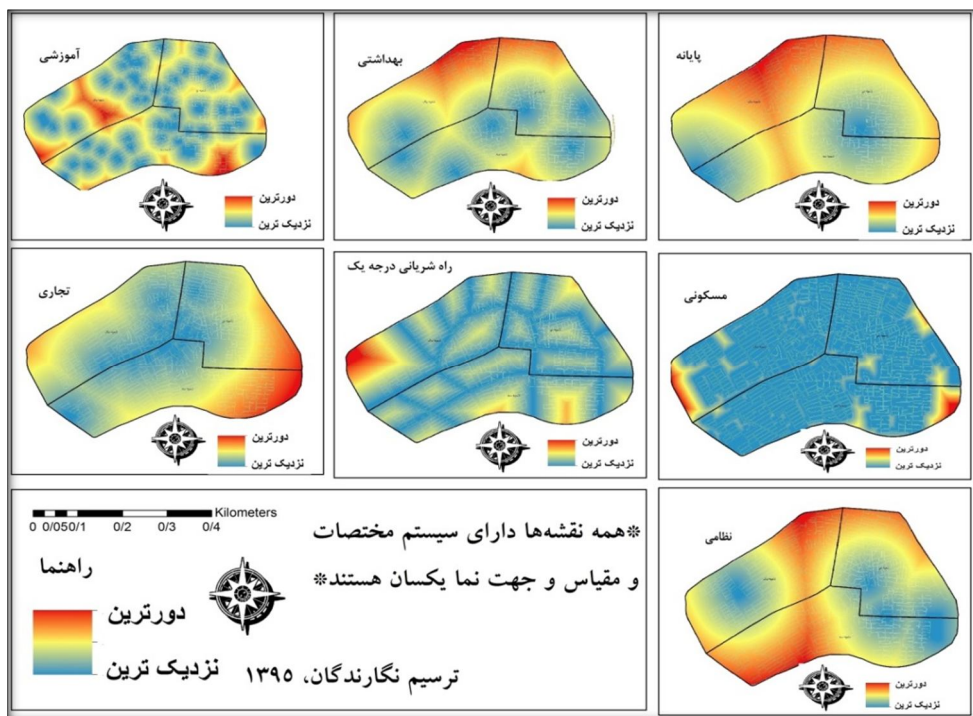 آموزشی
دورترین
نزدیک ترین
بهداشتی
دورترین
نزدیک ترین
پایانه
دورترین
نزدیک ترین
تجاری
دورترین
نزدیک ترین
راه شریانی درجه یک
دورترین
نزدیک ترین
مسکونی
دورترین
نزدیک ترین
Kilometers
0 0/050/1 0/2 0/3 0/4
راهنما
دورترین
نزدیک ترین
*همه نقشه‌ها دارای سیستم مختصات
و مقیاس و جهت نما یکسان هستند*
ترسیم نگارندگان، ۱۳۹۵
نظامی
دورترین
نزدیک ترین